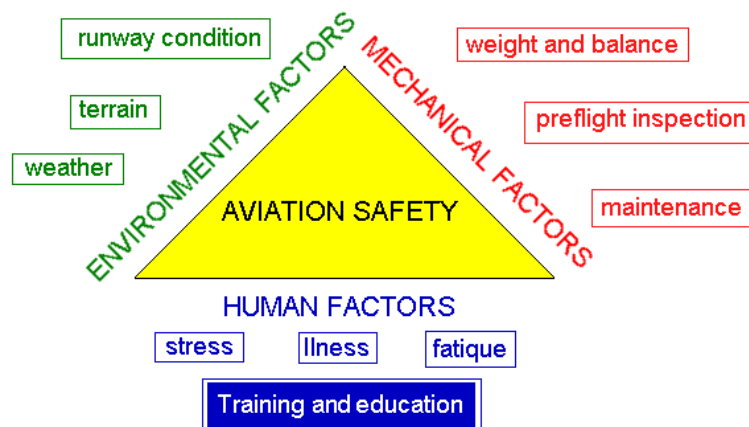 runway condition
terrain
weather
ENVIRONMENTAL FACTORS
MECHANICAL FACTORS
weight and balance
preflight inspection
maintenance
AVIATION SAFETY
HUMAN FACTORS
stress
Ilness
fatique
Training and education